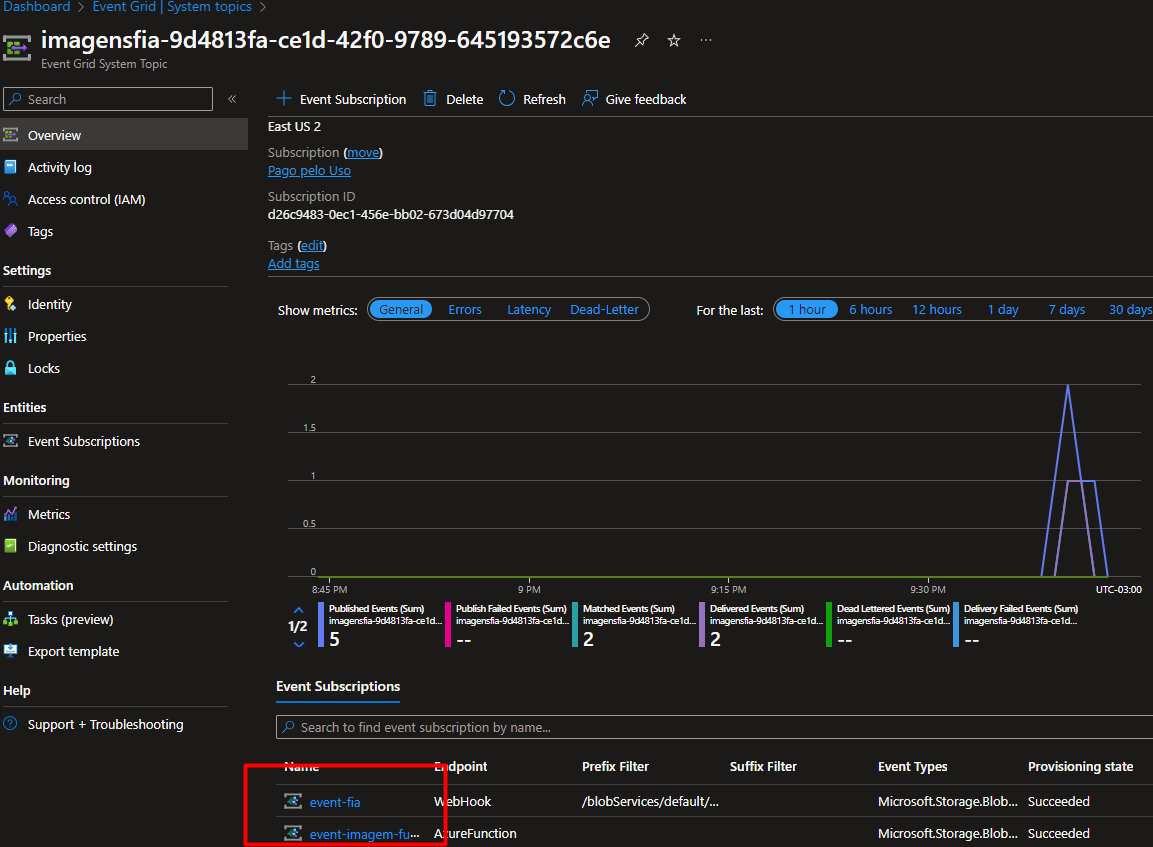 Dashboard > Event Grid | System topics >
imagensfia-9d4813fa-ce1d-42f0-9789-645193572c6e ...
Event Grid System Topic
Search «
+ Event Subscription Delete Refresh Give feedback
Overview
Activity log
Access control (IAM)
Tags
Settings
Identity
Properties
Locks
Entities
Event Subscriptions
Monitoring
Metrics
Diagnostic settings
Automation
Tasks (preview)
Export template
Help
Support + Troubleshooting
East US 2
Subscription (move)
Pago pelo Uso
Subscription ID
d26c9483-0ec1-456e-bb02-673d04d97704
Tags (edit)
Add tags
Show metrics: General Errors Latency Dead-Letter For the last: 1 hour 6 hours 12 hours 1 day 7 days 30 days
2
1.5
1
0.5
0
8:45 PM 9 PM 9:15 PM 9:30 PM UTC-03:00
1/2
Published Events (Sum) Publish Failed Events (Sum) Matched Events (Sum) Delivered Events (Sum) Dead Lettered Events (Sum) Delivery Failed Events (Sum)
imagensfia-9d4813fa-ce1d... imagensfia-9d4813fa-ce1d... imagensfia-9d4813fa-ce1d... imagensfia-9d4813fa-ce1d... imagensfia-9d4813fa-ce1d... imagensfia-9d4813fa-ce1d...
5 -- 2 2 -- --
Event Subscriptions
Search to find event subscription by name...
Name Endpoint Prefix Filter Suffix Filter Event Types Provisioning state
event-fia WebHook /blobServices/default/... Microsoft.Storage.Blob... Succeeded
event-imagem-fu... AzureFunction Microsoft.Storage.Blob... Succeeded